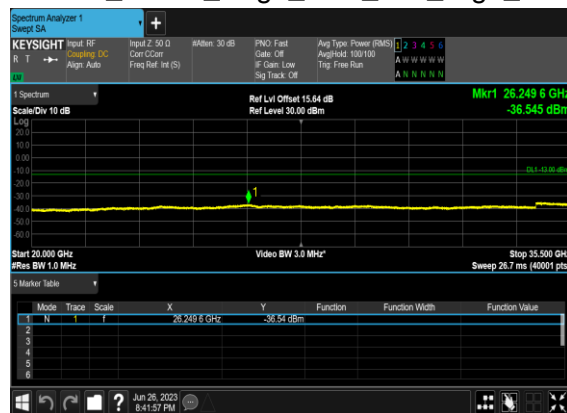 Spectrum Analyzer 1
Swept SA
KEYSIGHT Input: RF Input Z: 50 Ω #Atten: 30 dB PNO: Fast Avg Type: Power (RMS) 1 2 3 4 5 6
R T Coupling: DC Corr CCorr Gate: Off Avg|Hold: 100/100 A W W W W W
Align: Auto Freq Ref: Int (S) IF Gain: Low Trig: Free Run
Sig Track: Off A N N N N N
1 Spectrum Ref Lvl Offset 15.64 dB Mkr1 26.249 6 GHz
Scale/Div 10 dB Ref Level 30.00 dBm -36.545 dBm
Log
20.0
10.0
0.00
-10.0 DL1 -13.00 dBm
-20.0
-30.0 1
-40.0
-50.0
-60.0
Start 20.000 GHz Video BW 3.0 MHz* Stop 35.500 GHz
#Res BW 1.0 MHz Sweep 26.7 ms (40001 pts)
5 Marker Table
Mode Trace Scale X Y Function Function Width Function Value
1 N 1 f 26.249 6 GHz -36.54 dBm
2
3
4
5
6
? Jun 26, 2023
8:41:57 PM